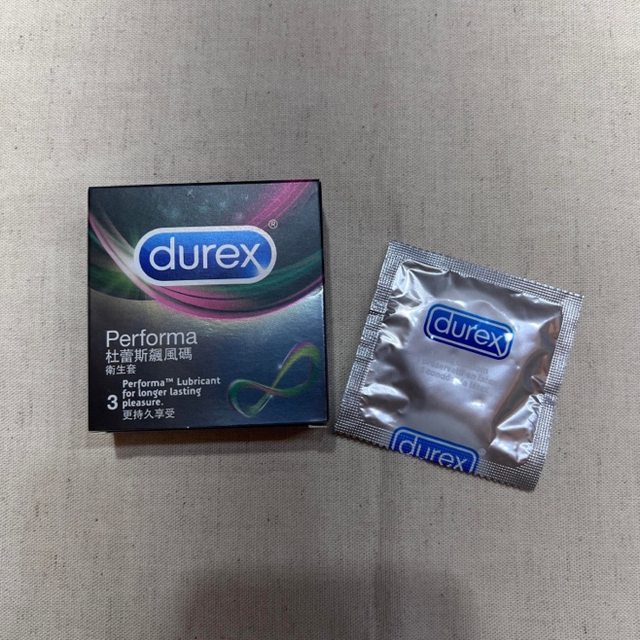 durex®
Performa
杜蕾斯飆風碼
衛生套
Performa™ Lubricant
for longer lasting
3 pleasure.
更持久享受
durex
durex